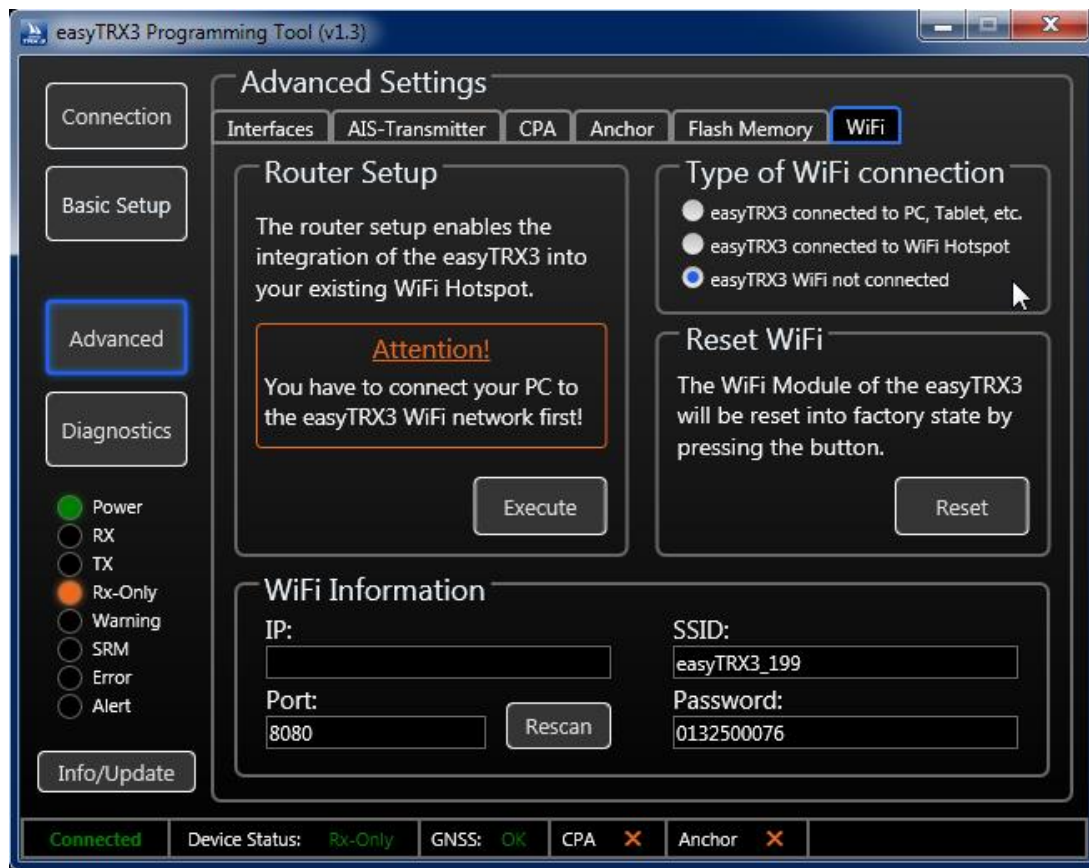 easyTRX3 Programming Tool (v1.3)
Connection
Basic Setup
Advanced
Diagnostics
Power
RX
TX
Rx-Only
Warning
SRM
Error
Alert
Info/Update
Advanced Settings
Interfaces AIS-Transmitter CPA Anchor Flash Memory WiFi
Router Setup
The router setup enables the
integration of the easyTRX3 into
your existing WiFi Hotspot.
Attention!
You have to connect your PC to
the easyTRX3 WiFi network first!
Execute
Type of WiFi connection
easyTRX3 connected to PC, Tablet, etc.
easyTRX3 connected to WiFi Hotspot
easyTRX3 WiFi not connected
Reset WiFi
The WiFi Module of the easyTRX3
will be reset into factory state by
pressing the button.
Reset
WiFi Information
IP:
Port:
8080
Rescan
SSID:
easyTRX3_199
Password:
0132500076
Connected Device Status: Rx-Only GNSS: OK CPA X Anchor X